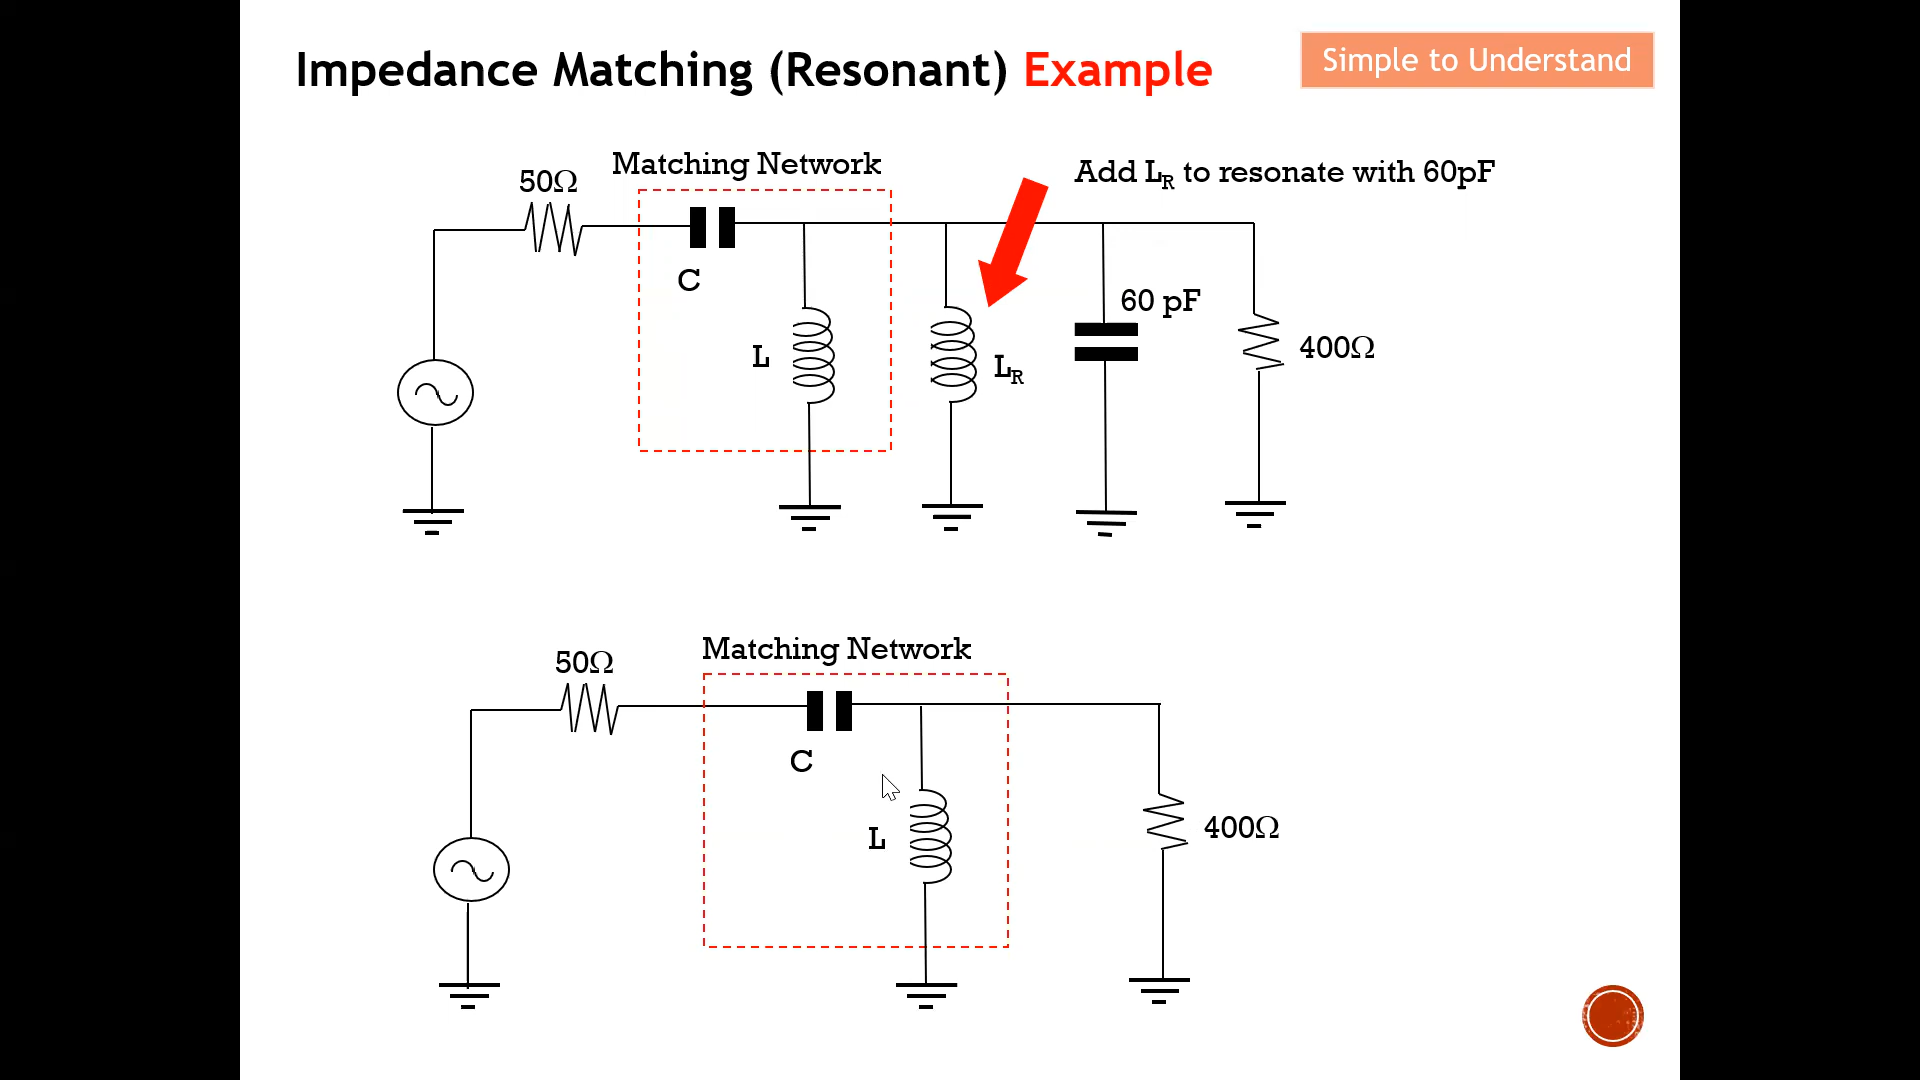 Impedance Matching (Resonant) Example
Simple to Understand
Matching Network
Add LR to resonate with 60pF
50Ω
C
60 pF
L
LR
400Ω
Matching Network
50Ω
C
L
400Ω